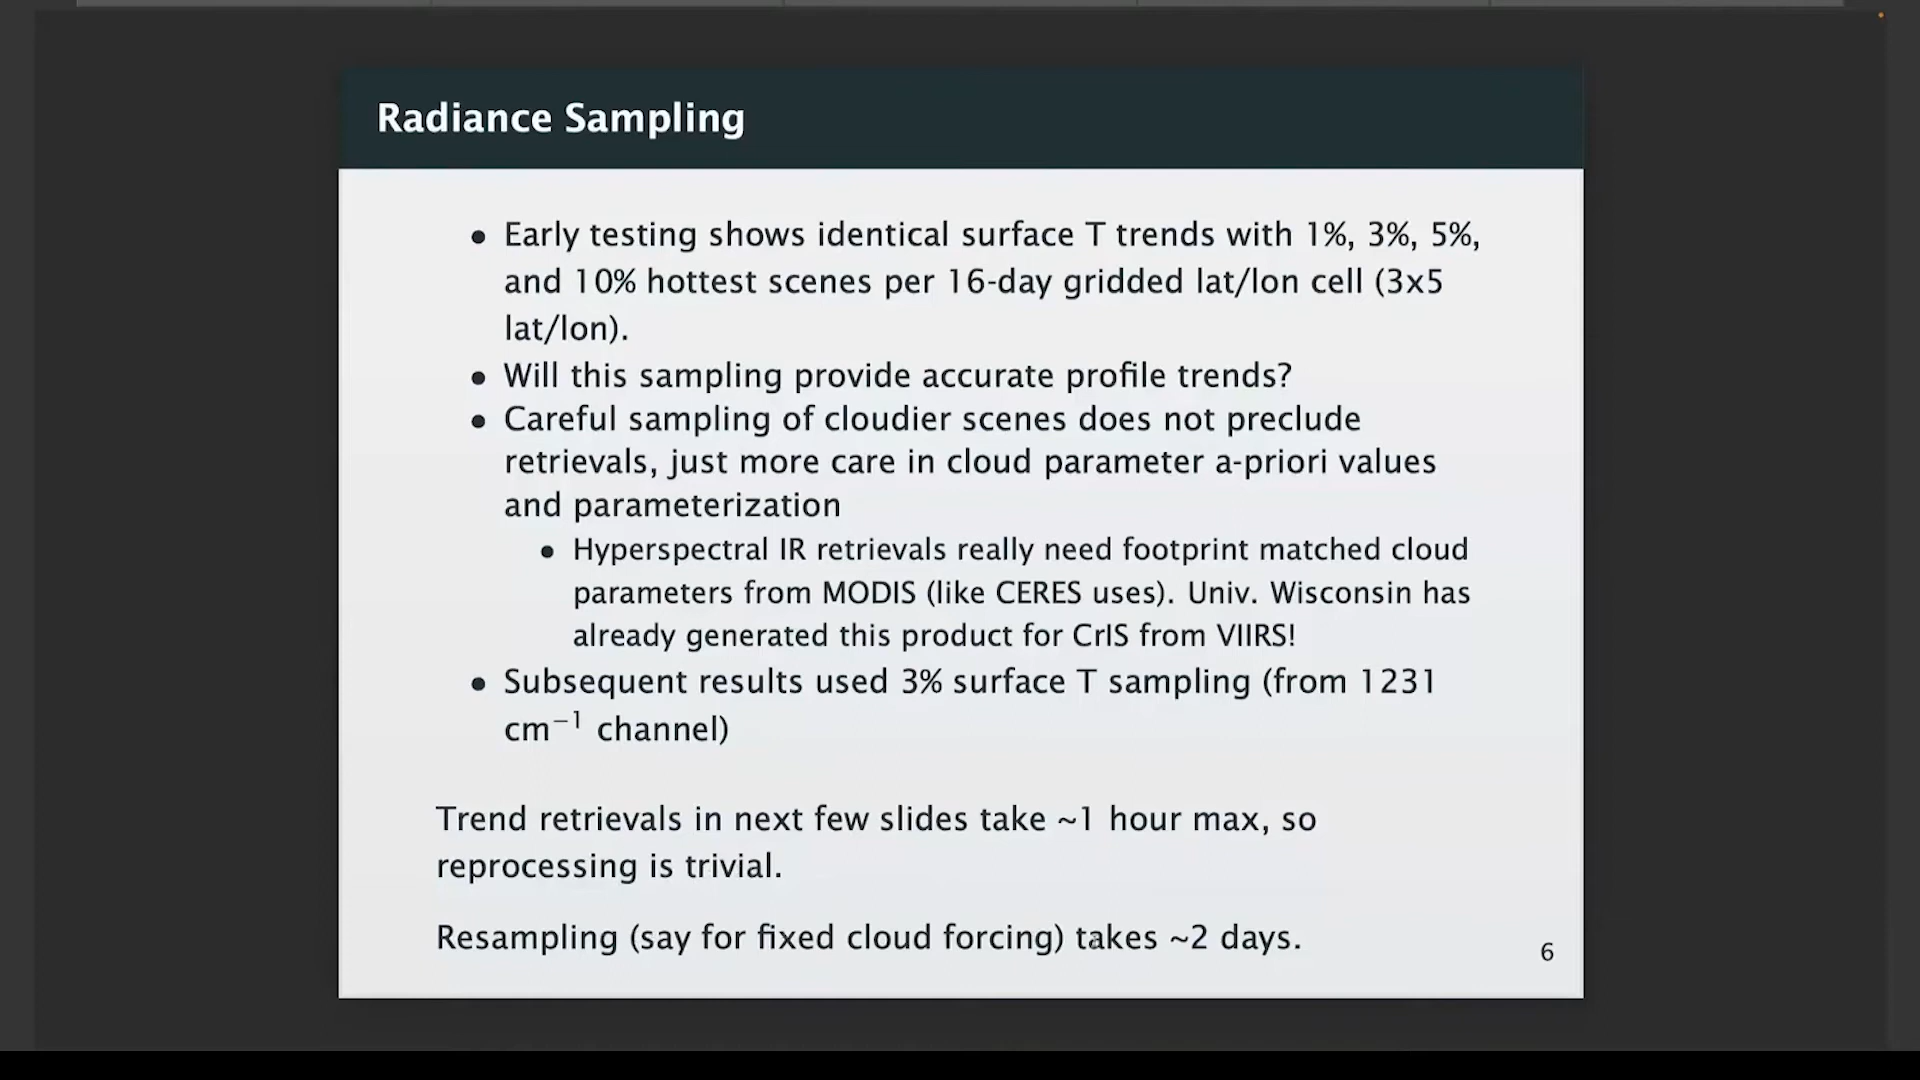 Radiance Sampling
• Early testing shows identical surface T trends with 1%, 3%, 5%,
and 10% hottest scenes per 16-day gridded lat/lon cell (3x5
lat/lon).
• Will this sampling provide accurate profile trends?
• Careful sampling of cloudier scenes does not preclude
retrievals, just more care in cloud parameter a-priori values
and parameterization
• Hyperspectral IR retrievals really need footprint matched cloud
parameters from MODIS (like CERES uses). Univ. Wisconsin has
already generated this product for CrIS from VIIRS!
• Subsequent results used 3% surface T sampling (from 1231
cm⁻¹ channel)
Trend retrievals in next few slides take ~1 hour max, so
reprocessing is trivial.
Resampling (say for fixed cloud forcing) takes ~2 days.
6